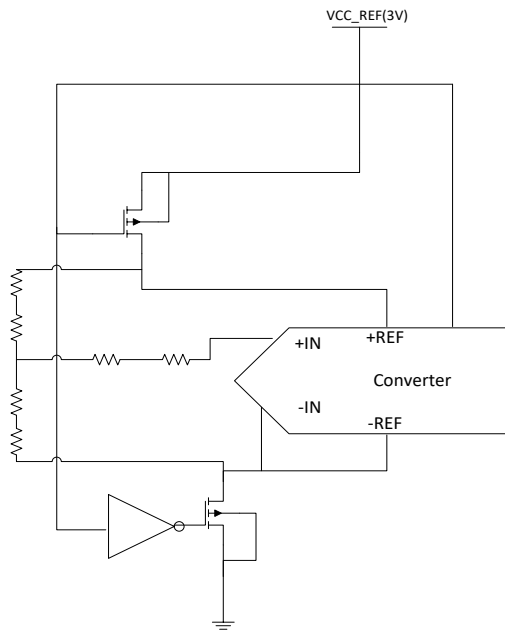 VCC_REF(3V)
+IN
+REF
Converter
-IN
-REF